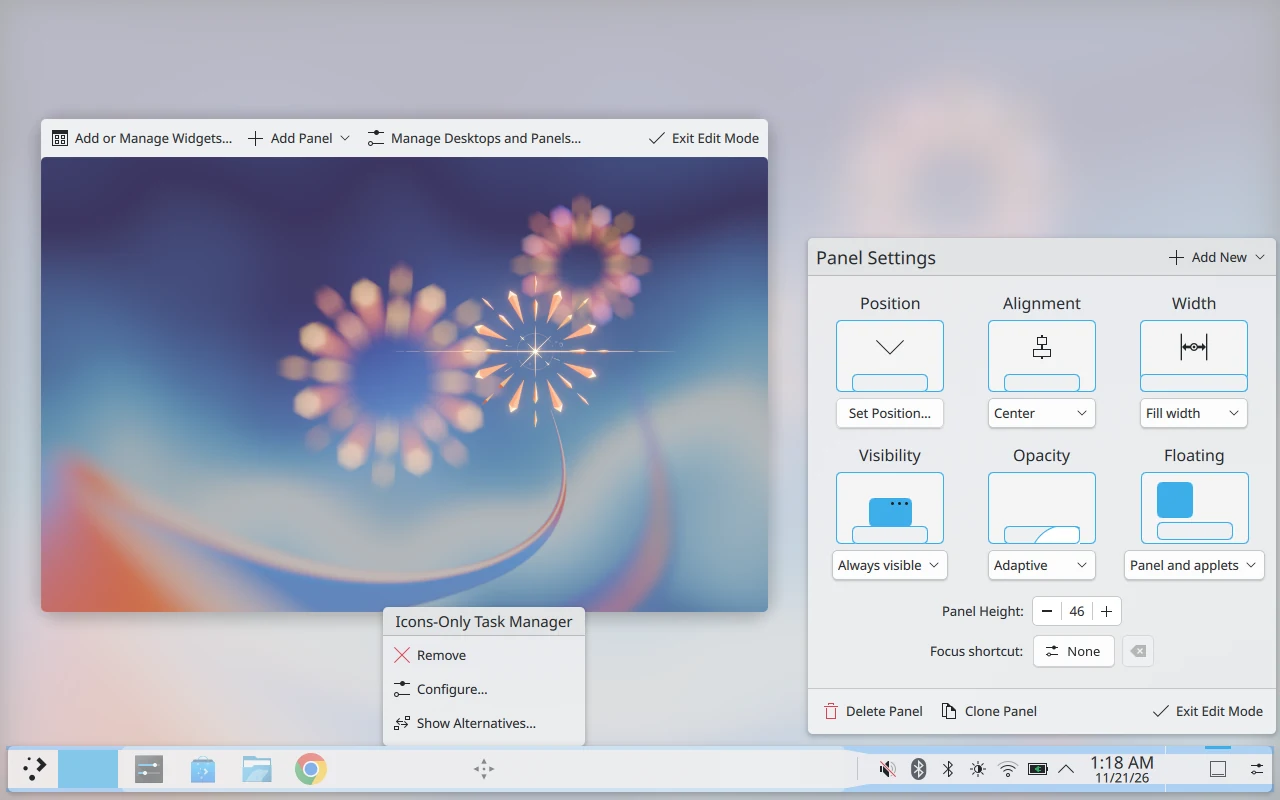 Add or Manage Widgets...
Add Panel
Manage Desktops and Panels...
Exit Edit Mode
Panel Settings
Add New
Position
Alignment
Width
Set Position...
Center
Fill width
Visibility
Opacity
Floating
Always visible
Adaptive
Panel and applets
Panel Height:
46
Focus shortcut:
None
Delete Panel
Clone Panel
Exit Edit Mode
Icons-Only Task Manager
Remove
Configure...
Show Alternatives...
1:18 AM
11/21/26